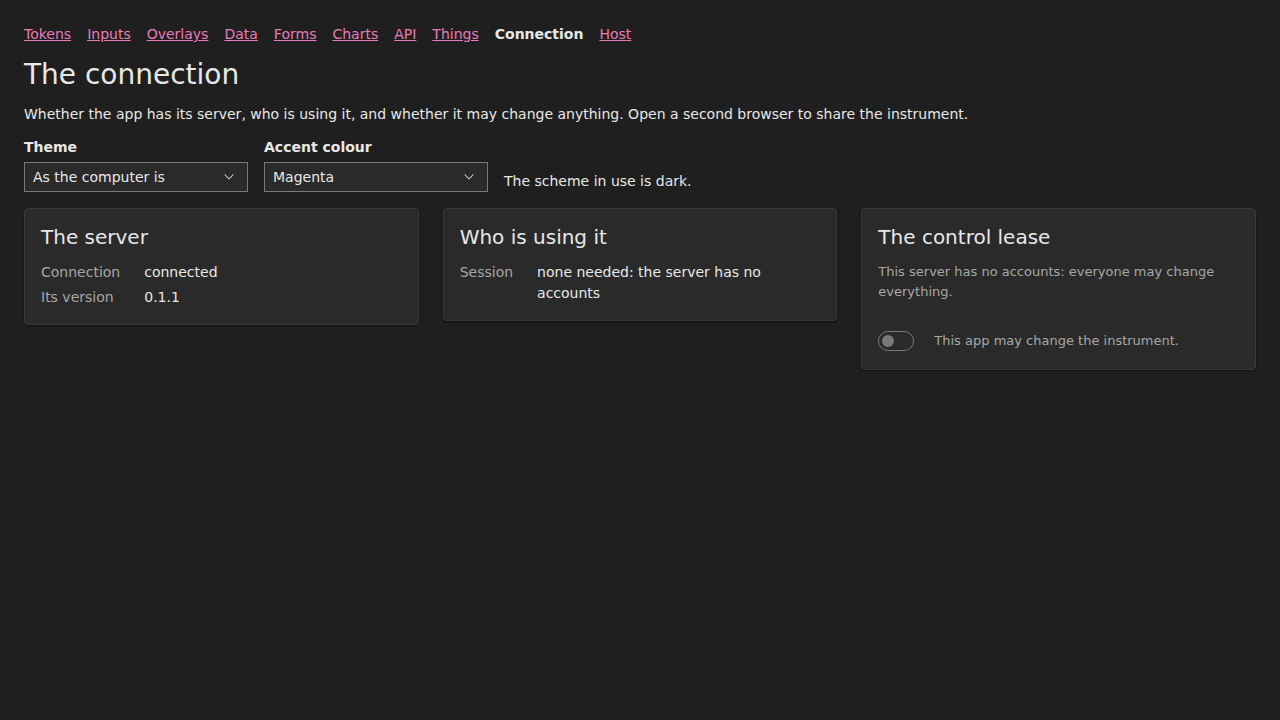 Tokens Inputs Overlays Data Forms Charts API Things Connection Host
The connection
Whether the app has its server, who is using it, and whether it may change anything. Open a second browser to share the instrument.
Theme
As the computer is
Accent colour
Magenta
The scheme in use is dark.
The server
Connection connected
Its version 0.1.1
Who is using it
Session none needed: the server has no
accounts
The control lease
This server has no accounts: everyone may change
everything.
This app may change the instrument.